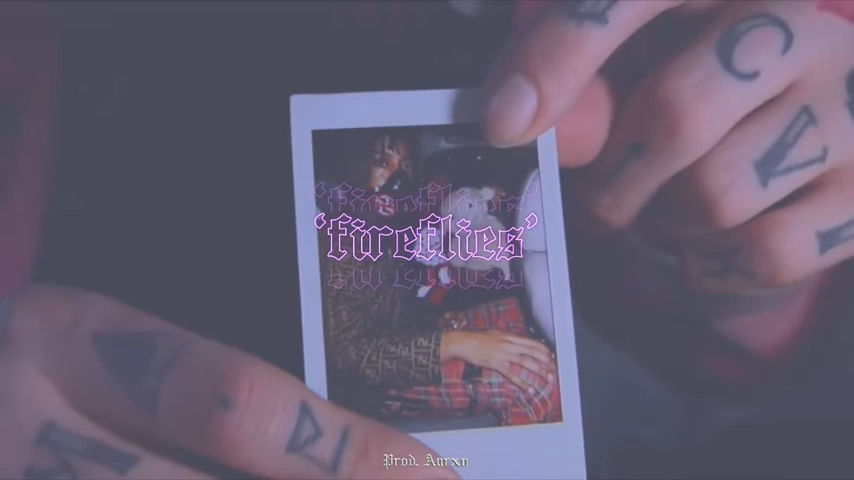 ‘fireflies’
Prod. Aarxn
C
V